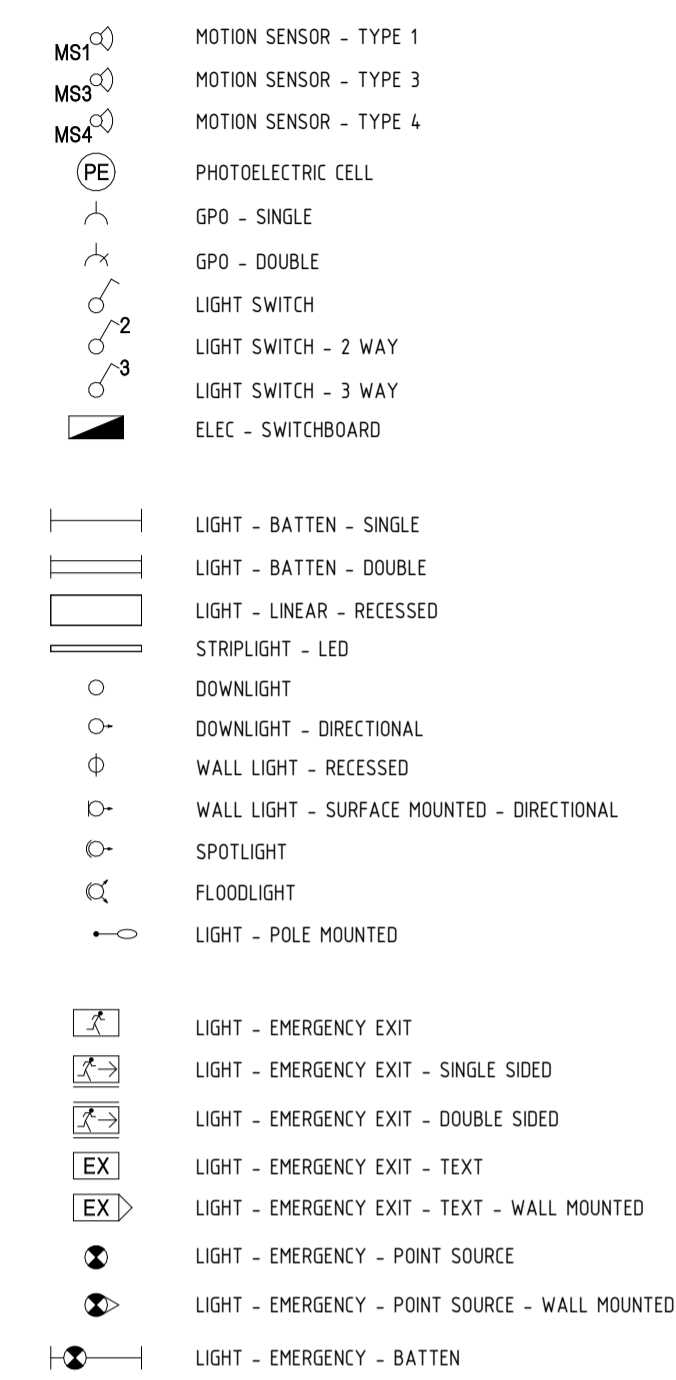 MS1 MOTION SENSOR - TYPE 1
MS3 MOTION SENSOR - TYPE 3
MS4 MOTION SENSOR - TYPE 4
PE PHOTOELECTRIC CELL
GPO - SINGLE
GPO - DOUBLE
LIGHT SWITCH
2 LIGHT SWITCH - 2 WAY
3 LIGHT SWITCH - 3 WAY
ELEC - SWITCHBOARD
LIGHT - BATTEN - SINGLE
LIGHT - BATTEN - DOUBLE
LIGHT - LINEAR - RECESSED
STRIPLIGHT - LED
DOWNLIGHT
DOWNLIGHT - DIRECTIONAL
WALL LIGHT - RECESSED
WALL LIGHT - SURFACE MOUNTED - DIRECTIONAL
SPOTLIGHT
FLOODLIGHT
LIGHT - POLE MOUNTED
LIGHT - EMERGENCY EXIT
LIGHT - EMERGENCY EXIT - SINGLE SIDED
LIGHT - EMERGENCY EXIT - DOUBLE SIDED
EX LIGHT - EMERGENCY EXIT - TEXT
EX LIGHT - EMERGENCY EXIT - TEXT - WALL MOUNTED
LIGHT - EMERGENCY - POINT SOURCE
LIGHT - EMERGENCY - POINT SOURCE - WALL MOUNTED
LIGHT - EMERGENCY - BATTEN